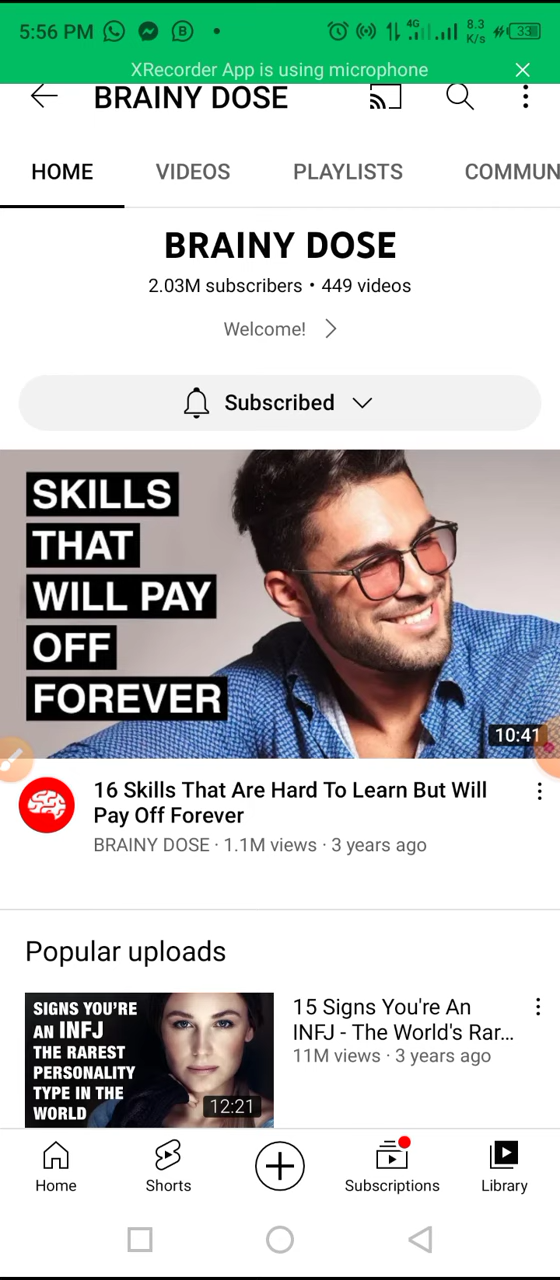 5:56 PM
4G
8.3
K/s
33
XRecorder App is using microphone
BRAINY DOSE
HOME
VIDEOS
PLAYLISTS
COMMUN
BRAINY DOSE
2.03M subscribers • 449 videos
Welcome!
Subscribed
SKILLS
THAT
WILL PAY
OFF
FOREVER
10:41
16 Skills That Are Hard To Learn But Will
Pay Off Forever
BRAINY DOSE · 1.1M views · 3 years ago
Popular uploads
SIGNS YOU'RE
AN INFJ
THE RAREST
PERSONALITY
TYPE IN THE
WORLD
12:21
15 Signs You're An
INFJ - The World's Rar...
11M views · 3 years ago
Home
Shorts
Subscriptions
Library